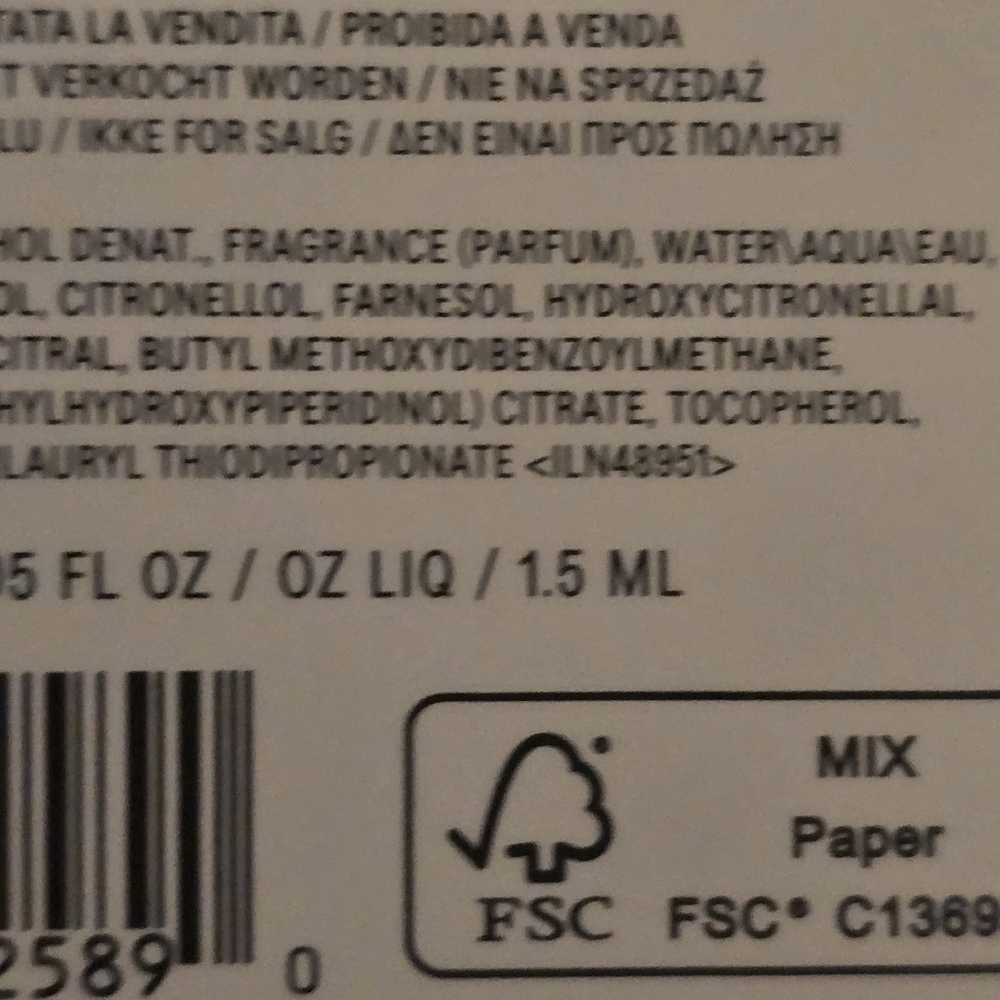 TATA LA VENDITA / PROIBIDA A VENDA
T VERKOCHT WORDEN / NIE NA SPRZEDAŻ
LU / IKKE FOR SALG / ΔΕΝ ΕΙΝΑΙ ΠΡΟΣ ΠΩΛΗΣΗ
HOL DENAT., FRAGRANCE (PARFUM), WATER\AQUA\EAU,
OL, CITRONELLOL, FARNESOL, HYDROXYCITRONELLAL,
CITRAL, BUTYL METHOXYDIBENZOYLMETHANE,
HYLHYDROXYPIPERIDINOL) CITRATE, TOCOPHEROL,
ILAURYL THIODIPROPIONATE <ILN48951>
05 FL OZ / OZ LIQ / 1.5 ML
2589 0
MIX
Paper
FSC FSC® C1369